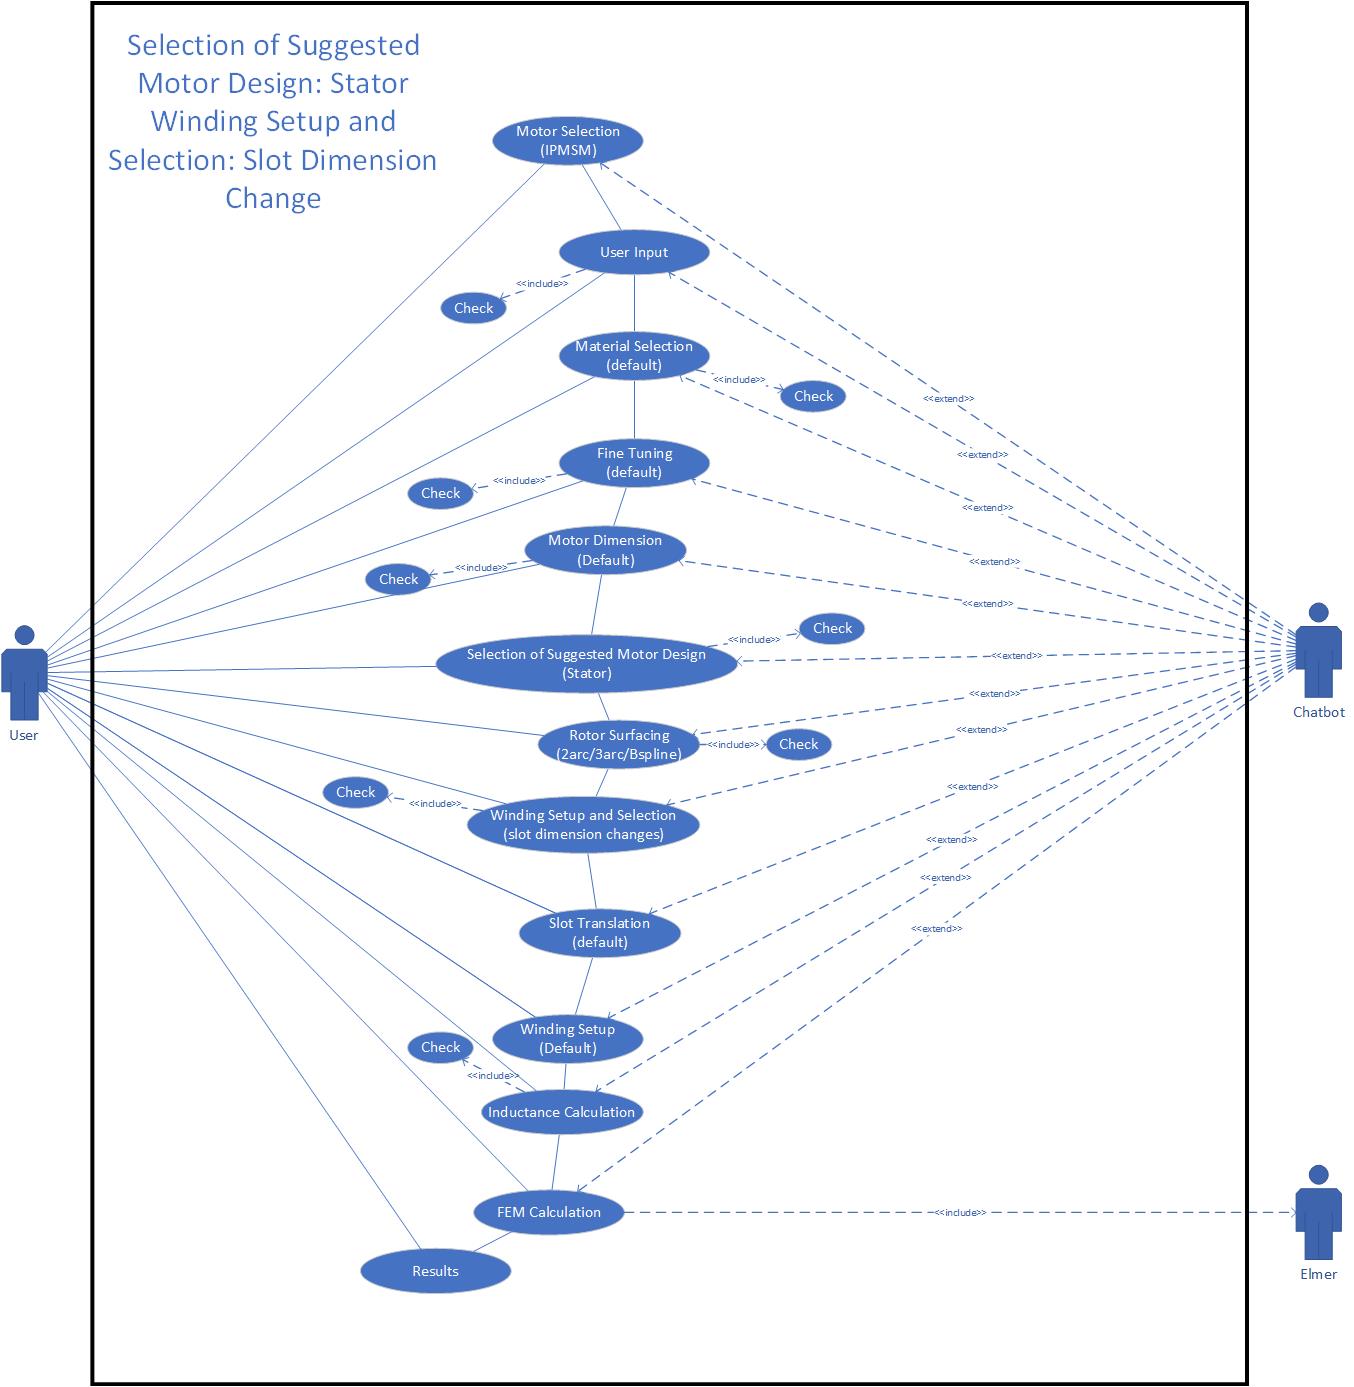 Selection of Suggested
Motor Design: Stator
Winding Setup and
Selection: Slot Dimension
Change
Motor Selection
(IPMSM)
User Input
<<include>>
Check
Material Selection
(default)
<<include>>
Check
<<extend>>
<<extend>>
Fine Tuning
(default)
<<include>>
Check
<<extend>>
Motor Dimension
(Default)
<<include>>
Check
<<extend>>
<<extend>>
Check
<<include>>
Selection of Suggested Motor Design
(Stator)
<<extend>>
User
Chatbot
<<extend>>
Rotor Surfacing
(2arc/3arc/Bspline)
<<include>>
Check
<<extend>>
Check
<<include>>
Winding Setup and Selection
(slot dimension changes)
<<extend>>
<<extend>>
<<extend>>
Slot Translation
(default)
<<extend>>
Winding Setup
(Default)
Check
<<include>>
Inductance Calculation
FEM Calculation
<<include>>
Results
Elmer